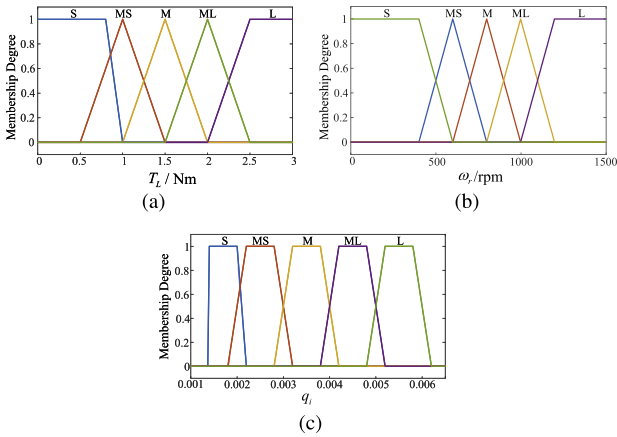 S MS M ML L
Membership Degree
1
0.8
0.6
0.4
0.2
0
0 0.5 1 1.5 2 2.5 3
T_L / Nm
(a)
S MS M ML L
Membership Degree
1
0.8
0.6
0.4
0.2
0
0 500 1000 1500
ω_r/rpm
(b)
S MS M ML L
Membership Degree
1
0.8
0.6
0.4
0.2
0
0.001 0.002 0.003 0.004 0.005 0.006
q_i
(c)